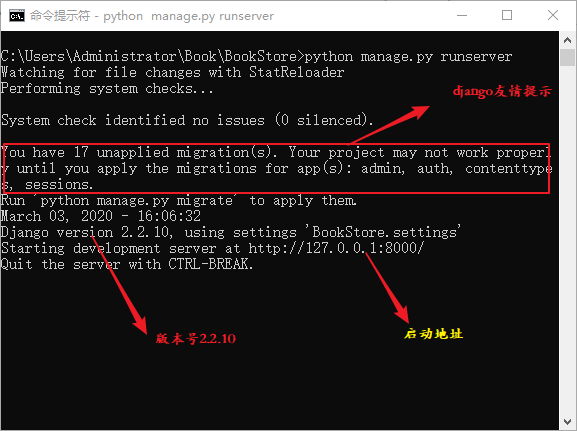 命令提示符 - python  manage.py runserver
C:\Users\Administrator\Book\BookStore>python manage.py runserver
Watching for file changes with StatReloader
Performing system checks...
django友情提示
System check identified no issues (0 silenced).
You have 17 unapplied migration(s). Your project may not work properl
y until you apply the migrations for app(s): admin, auth, contenttype
s, sessions.
Run 'python manage.py migrate' to apply them.
March 03, 2020 - 16:06:32
Django version 2.2.10, using settings 'BookStore.settings'
Starting development server at http://127.0.0.1:8000/
Quit the server with CTRL-BREAK.
版本号2.2.10
启动地址